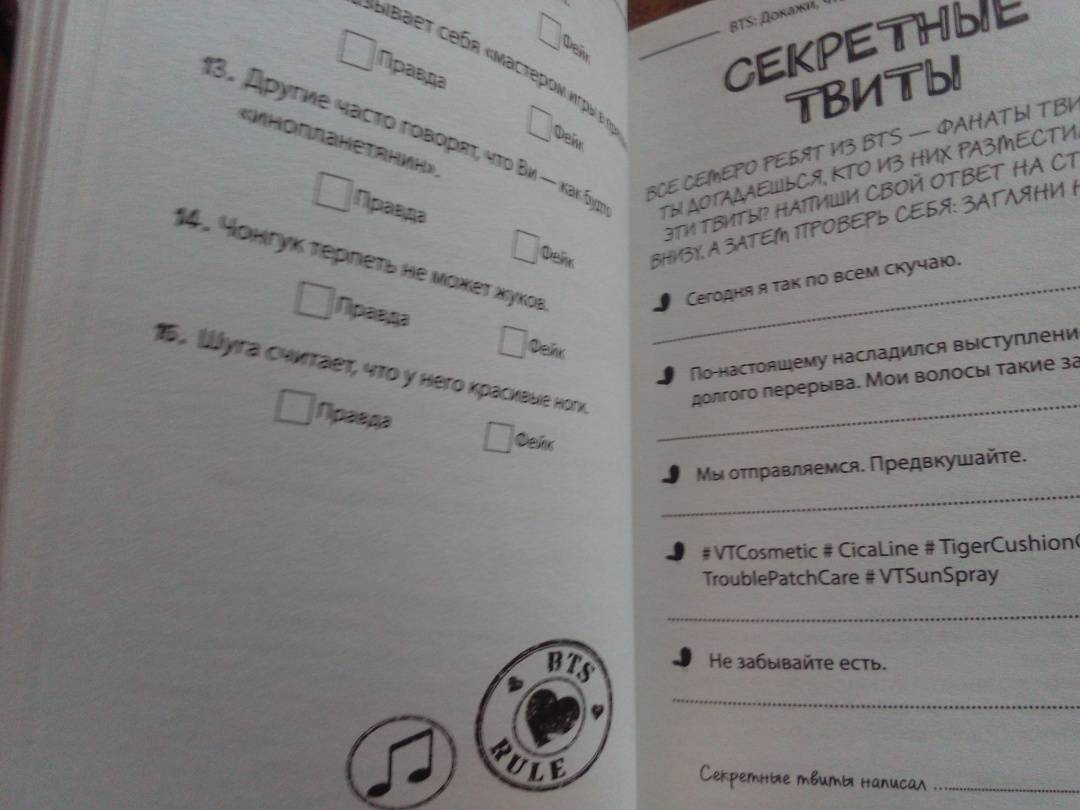 Фейк
зывает себя «мастером игры в
Правда
Фейк
13. Другие часто говорят, что Ви — как будто
«инопланетянин».
Правда
Фейк
14. Чонгук терпеть не может жуков.
Правда
Фейк
15. Шуга считает, что у него красивые ноги.
Правда
Фейк
BTS
RULE
BTS: Докажи,
СЕКРЕТНЫЕ
ТВИТЫ
ВСЕ СЕМЕРО РЕБЯТ ИЗ BTS — ФАНАТЫ ТВИ
ТЫ ДОГАДАЕШЬСЯ, КТО ИЗ НИХ РАЗМЕСТИ
ЭТИ ТВИТЫ? НАПИШИ СВОЙ ОТВЕТ НА СТ
ВНИЗУ, А ЗАТЕМ ПРОВЕРЬ СЕБЯ: ЗАГЛЯНИ Н
Сегодня я так по всем скучаю.
По-настоящему насладился выступлени
долгого перерыва. Мои волосы такие за
Мы отправляемся. Предвкушайте.
# VTCosmetic # CicaLine # TigerCushion
TroublePatchCare # VTSunSpray
Не забывайте есть.
Секретные твиты написал